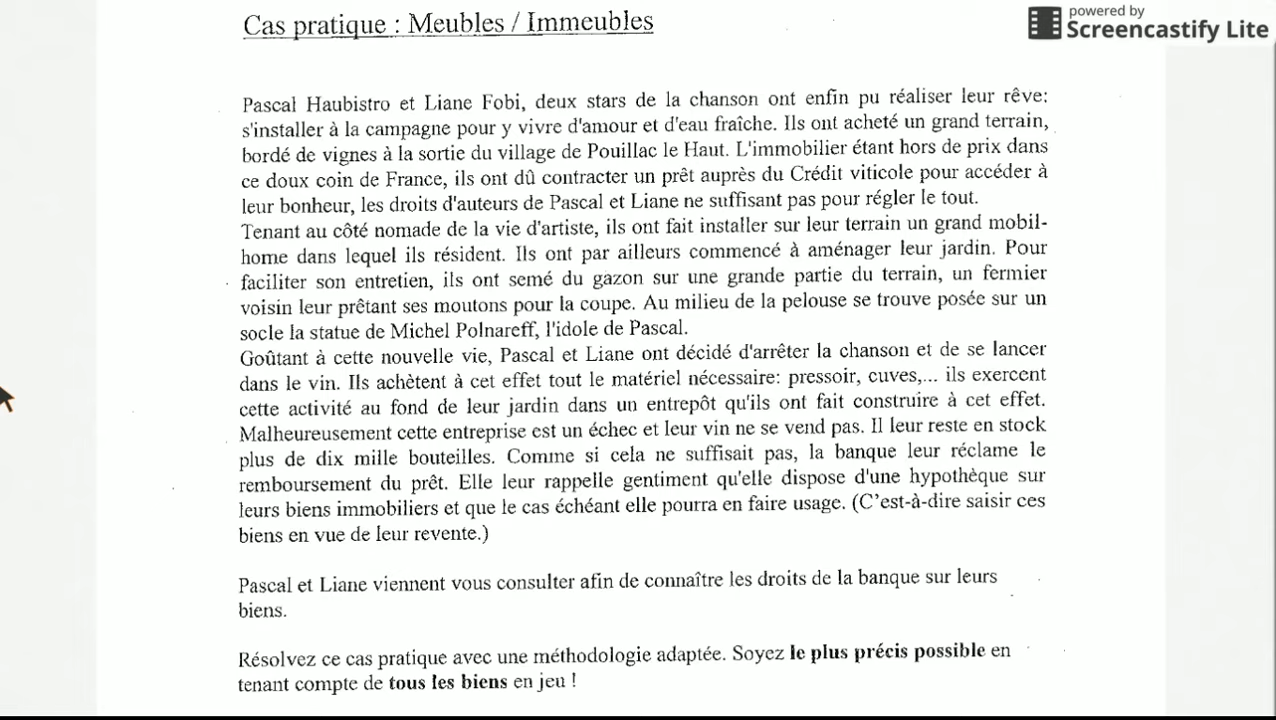 Cas pratique : Meubles / Immeubles
powered by
Screencastify Lite
Pascal Haubistro et Liane Fobi, deux stars de la chanson ont enfin pu réaliser leur rêve:
s'installer à la campagne pour y vivre d'amour et d'eau fraîche. Ils ont acheté un grand terrain,
bordé de vignes à la sortie du village de Pouillac le Haut. L'immobilier étant hors de prix dans
ce doux coin de France, ils ont dû contracter un prêt auprès du Crédit viticole pour accéder à
leur bonheur, les droits d'auteurs de Pascal et Liane ne suffisant pas pour régler le tout.
Tenant au côté nomade de la vie d'artiste, ils ont fait installer sur leur terrain un grand mobil-
home dans lequel ils résident. Ils ont par ailleurs commencé à aménager leur jardin. Pour
faciliter son entretien, ils ont semé du gazon sur une grande partie du terrain, un fermier
voisin leur prêtant ses moutons pour la coupe. Au milieu de la pelouse se trouve posée sur un
socle la statue de Michel Polnareff, l'idole de Pascal.
Goûtant à cette nouvelle vie, Pascal et Liane ont décidé d'arrêter la chanson et de se lancer
dans le vin. Ils achètent à cet effet tout le matériel nécessaire: pressoir, cuves,... ils exercent
cette activité au fond de leur jardin dans un entrepôt qu'ils ont fait construire à cet effet.
Malheureusement cette entreprise est un échec et leur vin ne se vend pas. Il leur reste en stock
plus de dix mille bouteilles. Comme si cela ne suffisait pas, la banque leur réclame le
remboursement du prêt. Elle leur rappelle gentiment qu'elle dispose d'une hypothèque sur
leurs biens immobiliers et que le cas échéant elle pourra en faire usage. (C'est-à-dire saisir ces
biens en vue de leur revente.)
Pascal et Liane viennent vous consulter afin de connaître les droits de la banque sur leurs
biens.
Résolvez ce cas pratique avec une méthodologie adaptée. Soyez le plus précis possible en
tenant compte de tous les biens en jeu !